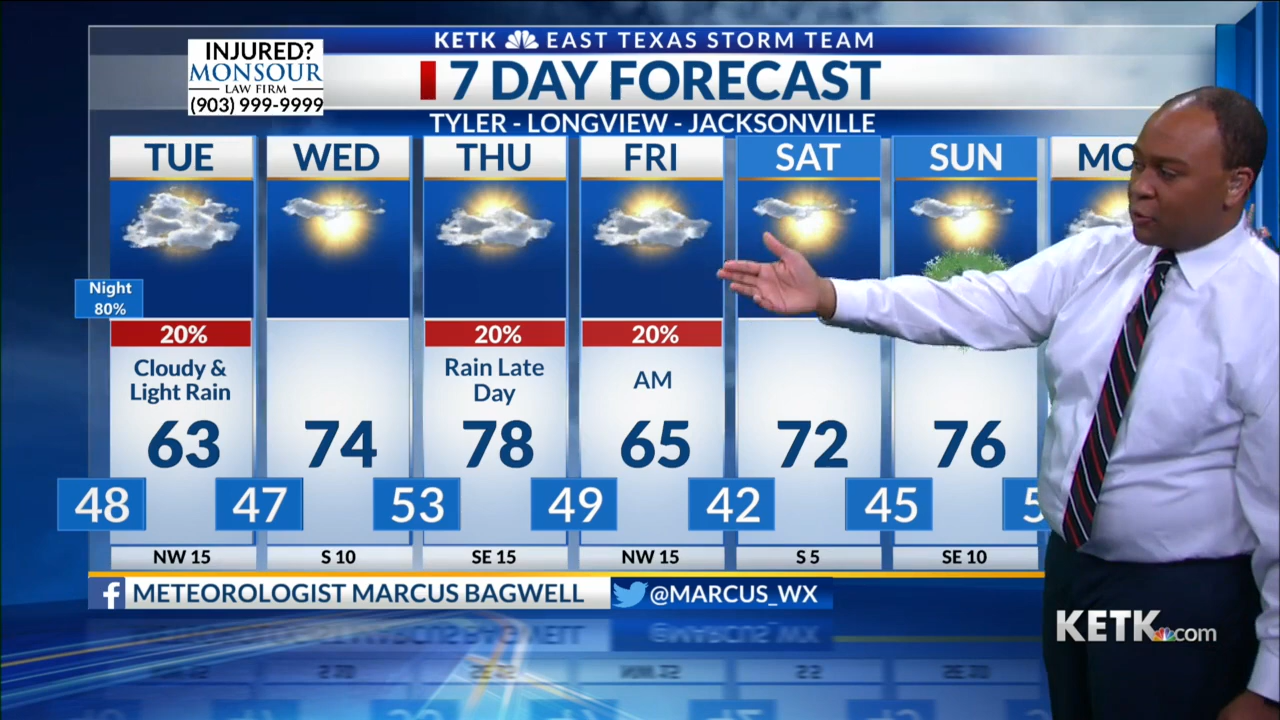 KETK EAST TEXAS STORM TEAM
INJURED?
MONSOUR
LAW FIRM
(903) 999-9999
7 DAY FORECAST
TYLER - LONGVIEW - JACKSONVILLE
TUE WED THU FRI SAT SUN
Night
80%
20% 20% 20%
Cloudy &
Light Rain
Rain Late
Day
AM
63 74 78 65 72 76
48 47 53 49 42 45
NW 15 S 10 SE 15 NW 15 S 5 SE 10
METEOROLOGIST MARCUS BAGWELL @MARCUS_WX
KETK.com